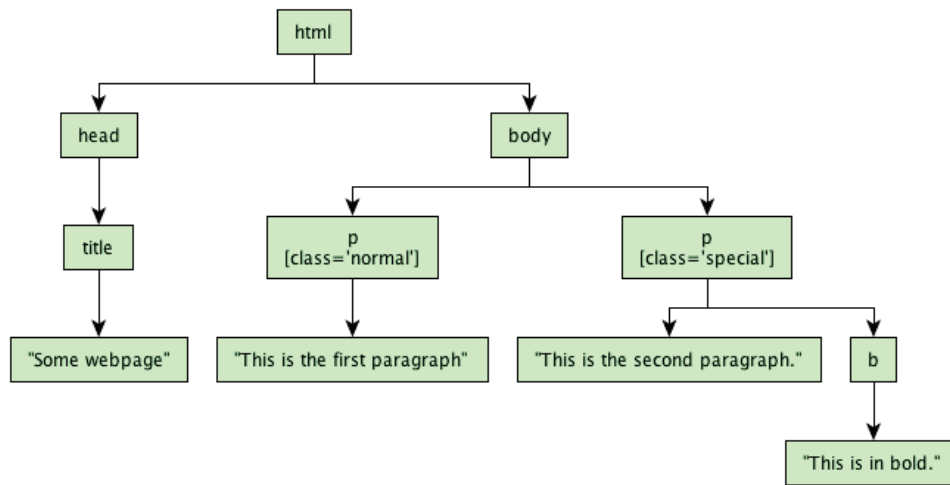 html
head
body
title
p
[class='normal']
p
[class='special']
"Some webpage"
"This is the first paragraph"
"This is the second paragraph."
b
"This is in bold."